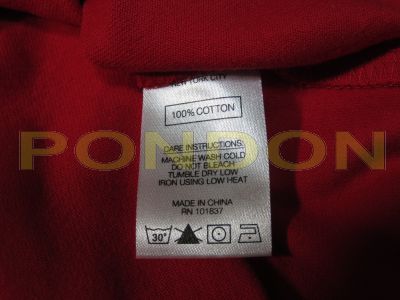 NEW YORK CITY
100% COTTON
CARE INSTRUCTIONS:
MACHINE WASH COLD
DO NOT BLEACH
TUMBLE DRY LOW
IRON USING LOW HEAT
MADE IN CHINA
RN 101837
30°
PONDON